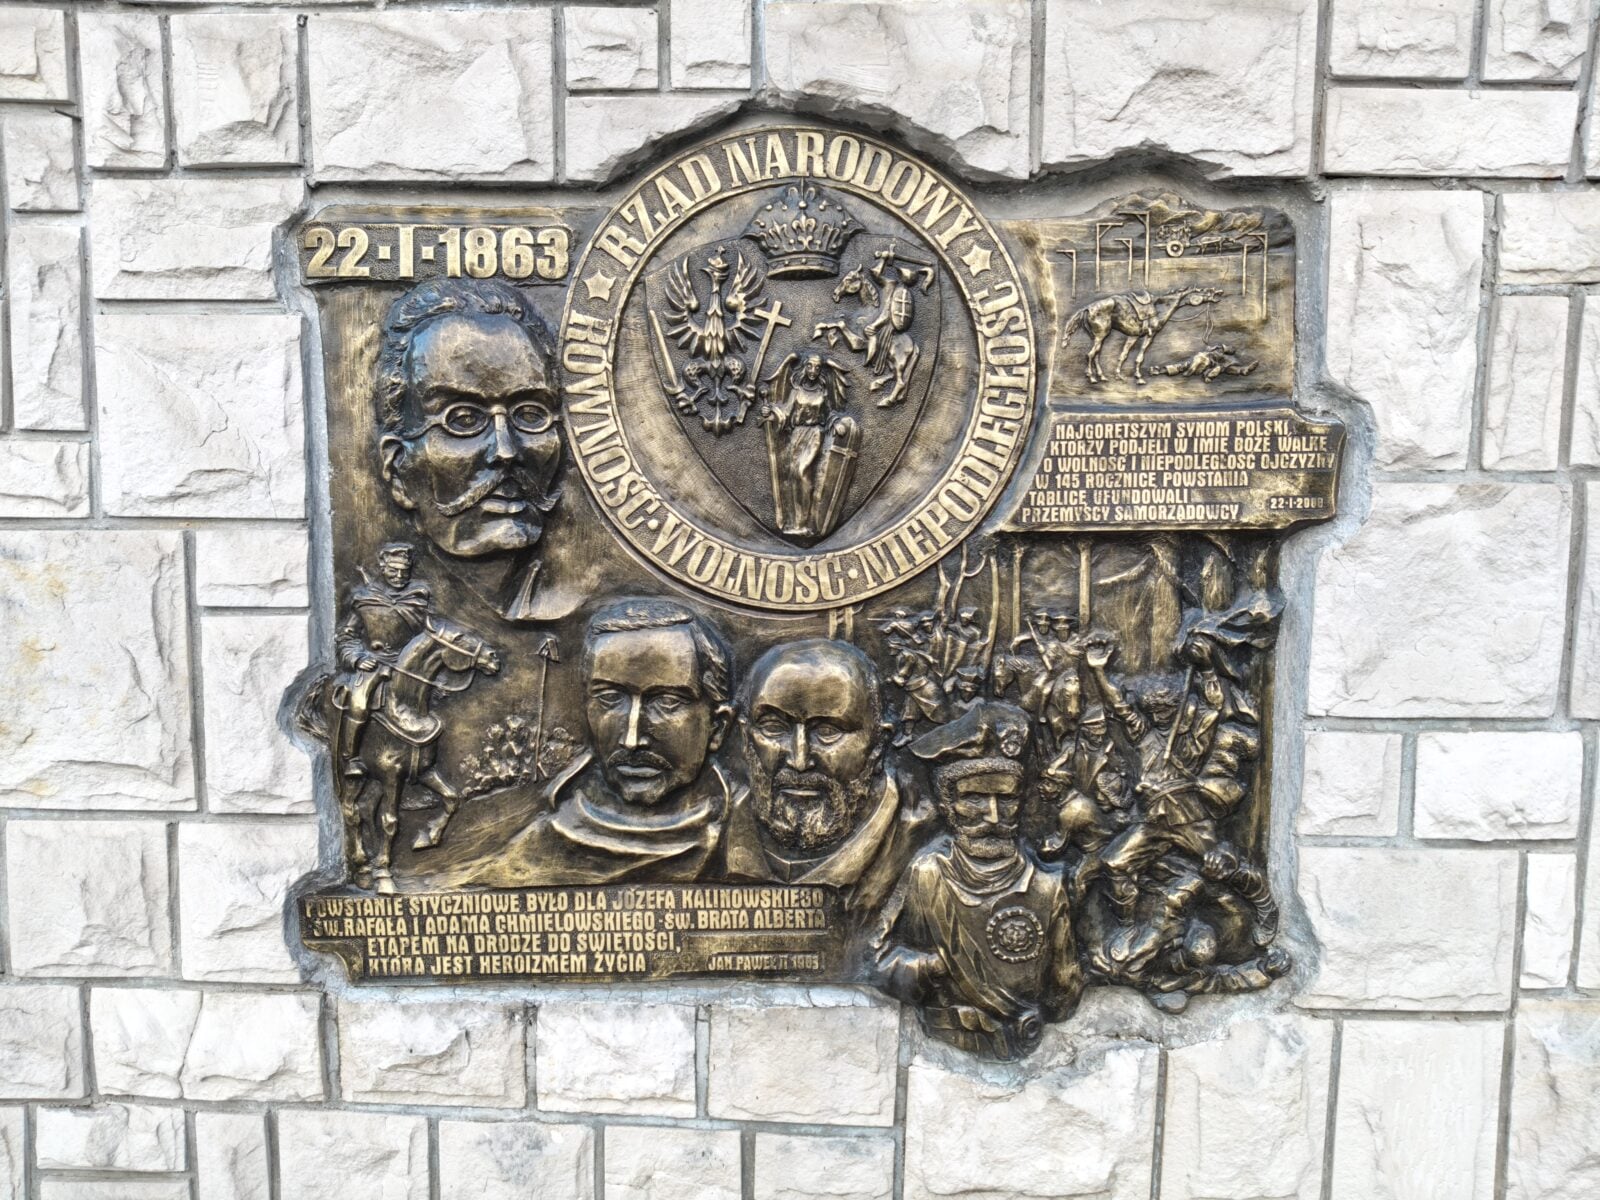 22·I·1863
RZĄD NARODOWY
RÓWNOŚĆ·WOLNOŚĆ·NIEPODLEGŁOŚĆ
NAJGORĘTSZYM SYNOM POLSKI,
KTÓRZY PODJĘLI W IMIĘ BOŻE WALKĘ
O WOLNOŚĆ I NIEPODLEGŁOŚĆ OJCZYZNY
W 145 ROCZNICĘ POWSTANIA
TABLICĘ UFUNDOWALI
PRZEMYSCY SAMORZĄDOWCY 22-I-2008
POWSTANIE STYCZNIOWE BYŁO DLA JÓZEFA KALINOWSKIEGO
ŚW. RAFAŁA I ADAMA CHMIELOWSKIEGO - ŚW. BRATA ALBERTA
ETAPEM NA DRODZE DO ŚWIĘTOŚCI,
KTÓRA JEST HEROIZMEM ŻYCIA JAN PAWEŁ II